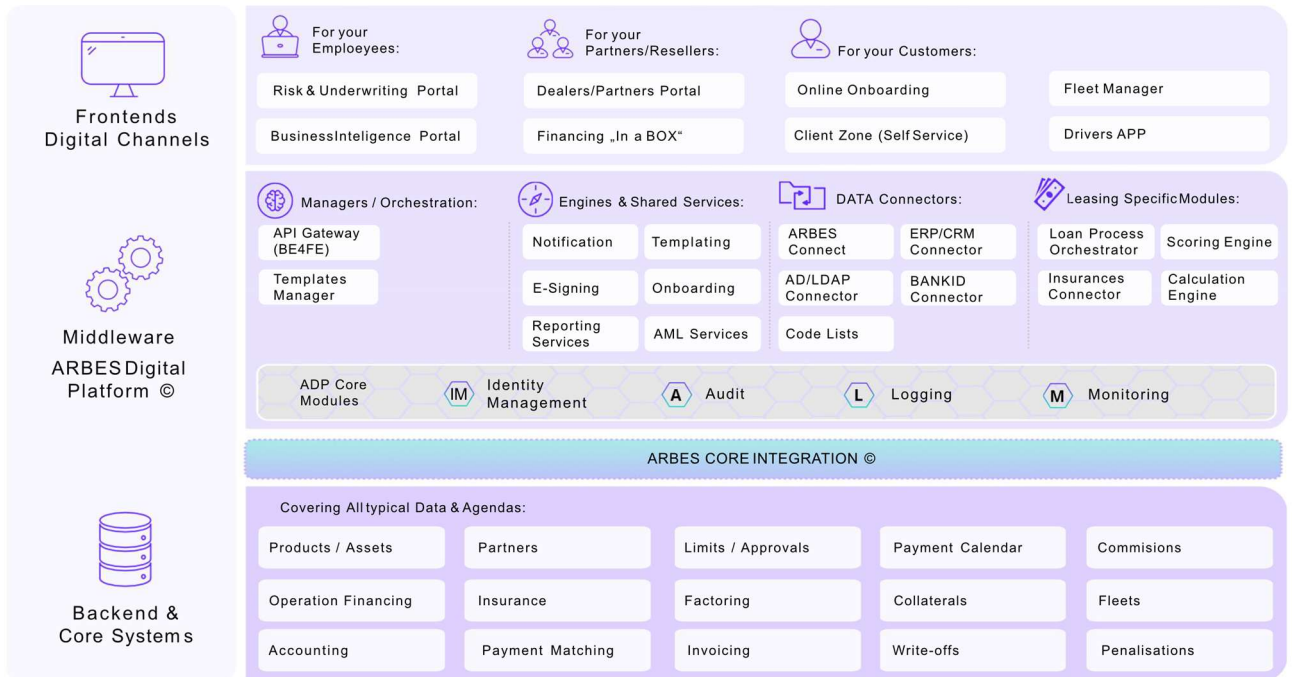 Frontends
Digital Channels
For your
Emploeyees:
Risk & Underwriting Portal
BusinessInteligence Portal
For your
Partners/Resellers:
Dealers/Partners Portal
Financing „In a BOX“
For your Customers:
Online Onboarding
Client Zone (Self Service)
Fleet Manager
Drivers APP
Middleware
ARBES Digital
Platform ©
Managers / Orchestration:
API Gateway
(BE4FE)
Templates
Manager
Engines & Shared Services:
Notification
Templating
E-Signing
Onboarding
Reporting
Services
AML Services
DATA Connectors:
ARBES
Connect
ERP/CRM
Connector
AD/LDAP
Connector
BANKID
Connector
Code Lists
Leasing Specific Modules:
Loan Process
Orchestrator
Scoring Engine
Insurances
Connector
Calculation
Engine
ADP Core
Modules
IM
Identity
Management
A
Audit
L
Logging
M
Monitoring
ARBES CORE INTEGRATION ©
Backend &
Core Systems
Covering All typical Data & Agendas:
Products / Assets
Partners
Limits / Approvals
Payment Calendar
Commisions
Operation Financing
Insurance
Factoring
Collaterals
Fleets
Accounting
Payment Matching
Invoicing
Write-offs
Penalisations